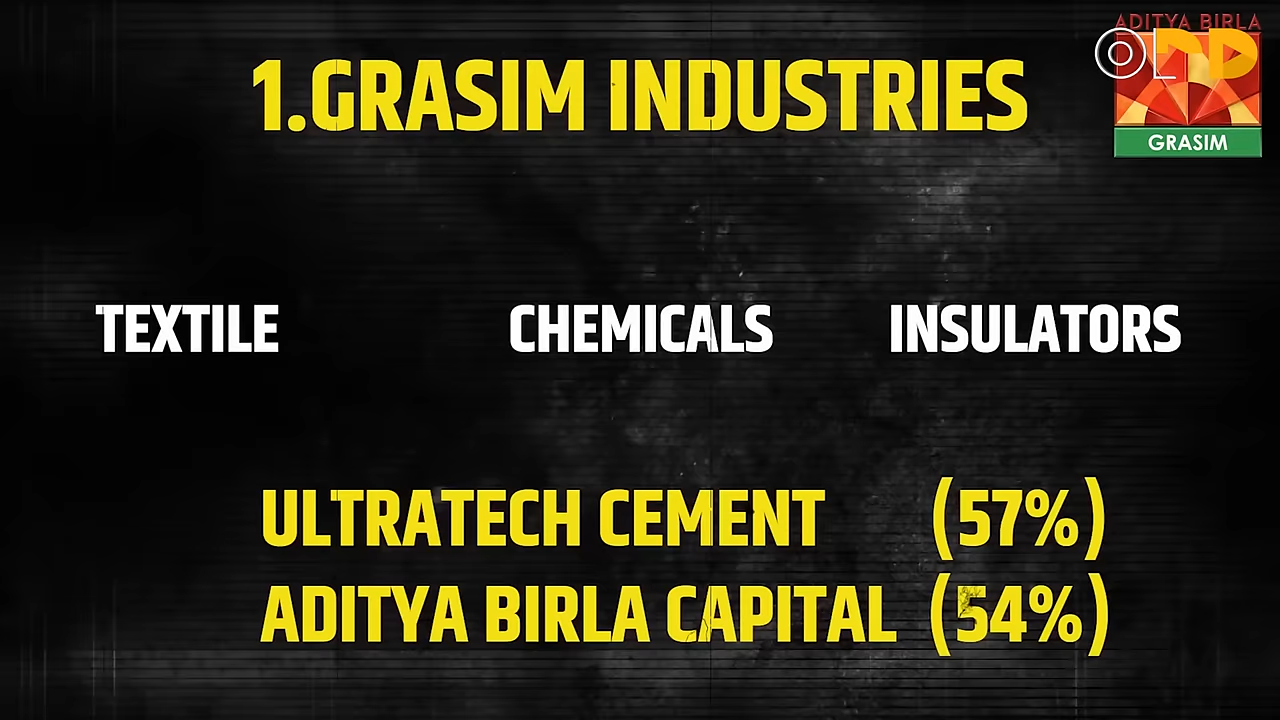 ADITYA BIRLA
1.GRASIM INDUSTRIES
GRASIM
TEXTILE CHEMICALS INSULATORS
ULTRATECH CEMENT (57%)
ADITYA BIRLA CAPITAL (54%)